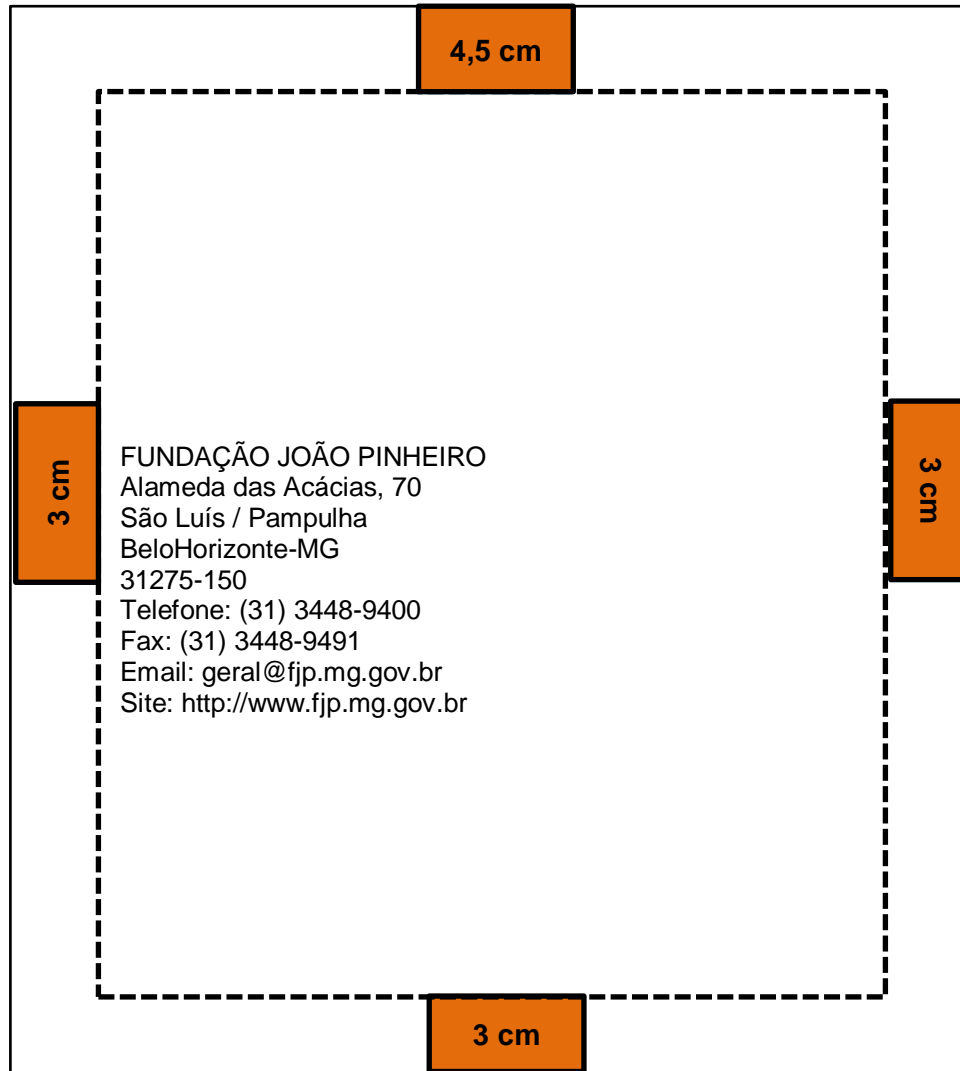 4,5 cm
3 cm
FUNDAÇÃO JOÃO PINHEIRO
Alameda das Acácias, 70
São Luís / Pampulha
BeloHorizonte-MG
31275-150
Telefone: (31) 3448-9400
Fax: (31) 3448-9491
Email: geral@fjp.mg.gov.br
Site: http://www.fjp.mg.gov.br
3 cm
3 cm